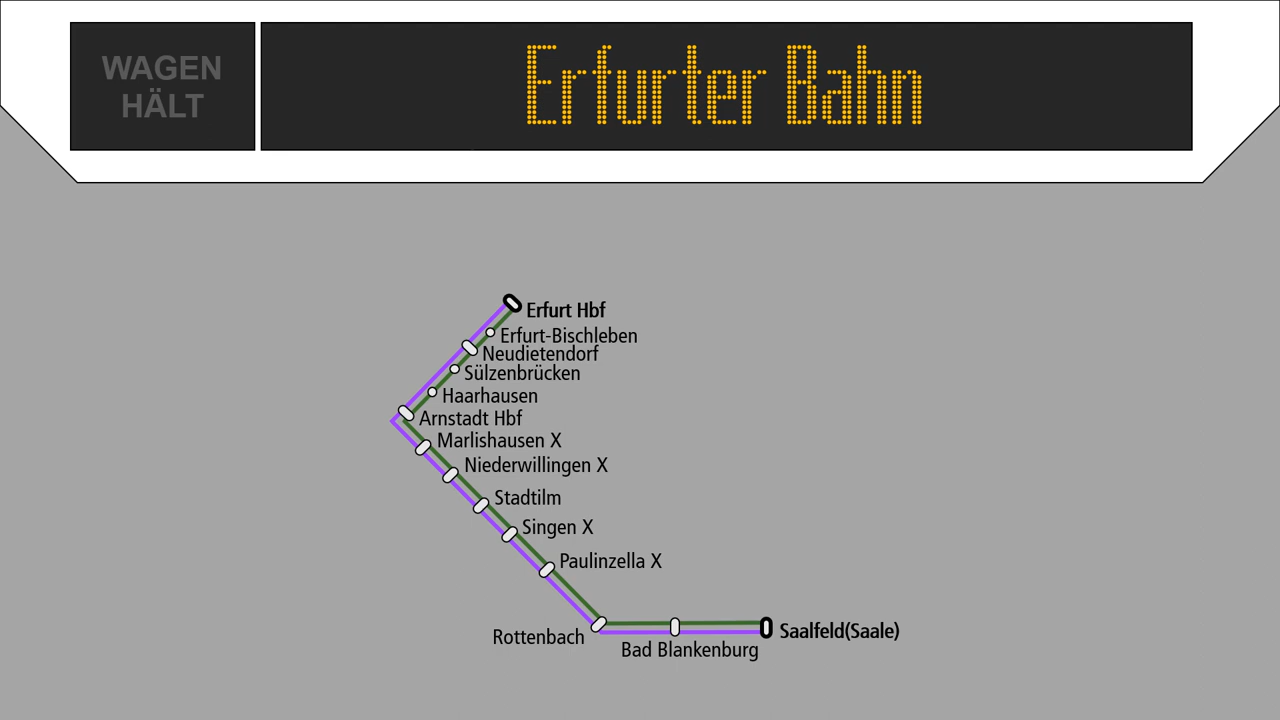 WAGEN
HÄLT
Erfurter Bahn
Erfurt Hbf
Erfurt-Bischleben
Neudietendorf
Sülzenbrücken
Haarhausen
Arnstadt Hbf
Marlishausen X
Niederwillingen X
Stadtilm
Singen X
Paulinzella X
Rottenbach
Bad Blankenburg
Saalfeld(Saale)